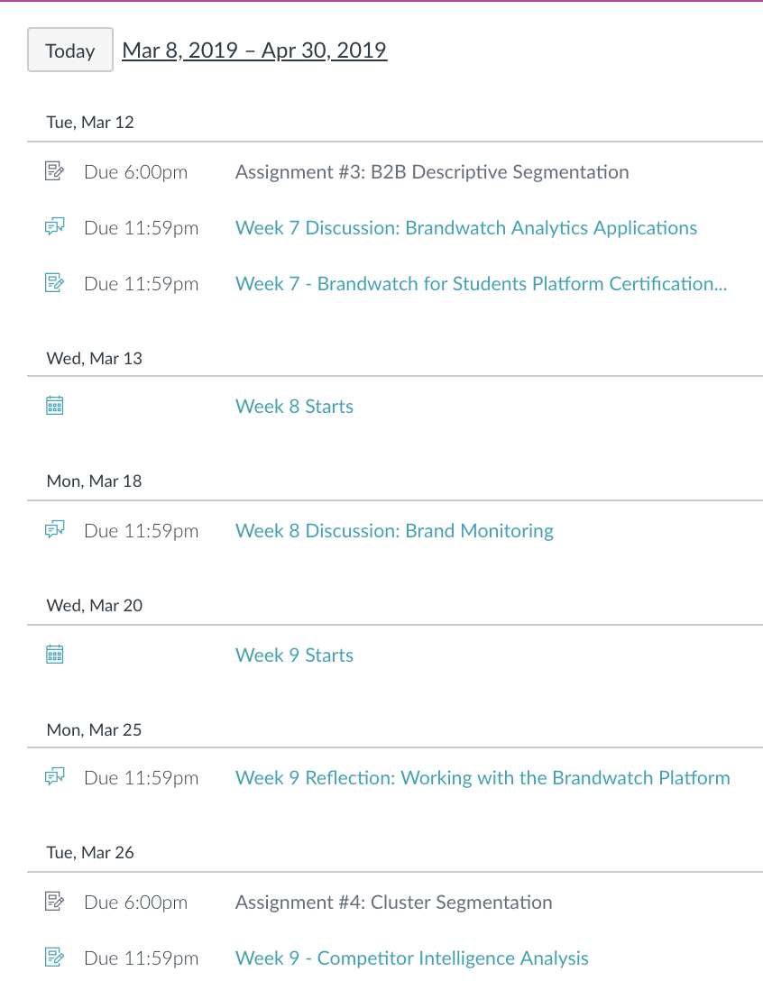 Today Mar 8, 2019 – Apr 30, 2019
Tue, Mar 12
Due 6:00pm Assignment #3: B2B Descriptive Segmentation
Due 11:59pm Week 7 Discussion: Brandwatch Analytics Applications
Due 11:59pm Week 7 - Brandwatch for Students Platform Certification...
Wed, Mar 13
Week 8 Starts
Mon, Mar 18
Due 11:59pm Week 8 Discussion: Brand Monitoring
Wed, Mar 20
Week 9 Starts
Mon, Mar 25
Due 11:59pm Week 9 Reflection: Working with the Brandwatch Platform
Tue, Mar 26
Due 6:00pm Assignment #4: Cluster Segmentation
Due 11:59pm Week 9 - Competitor Intelligence Analysis